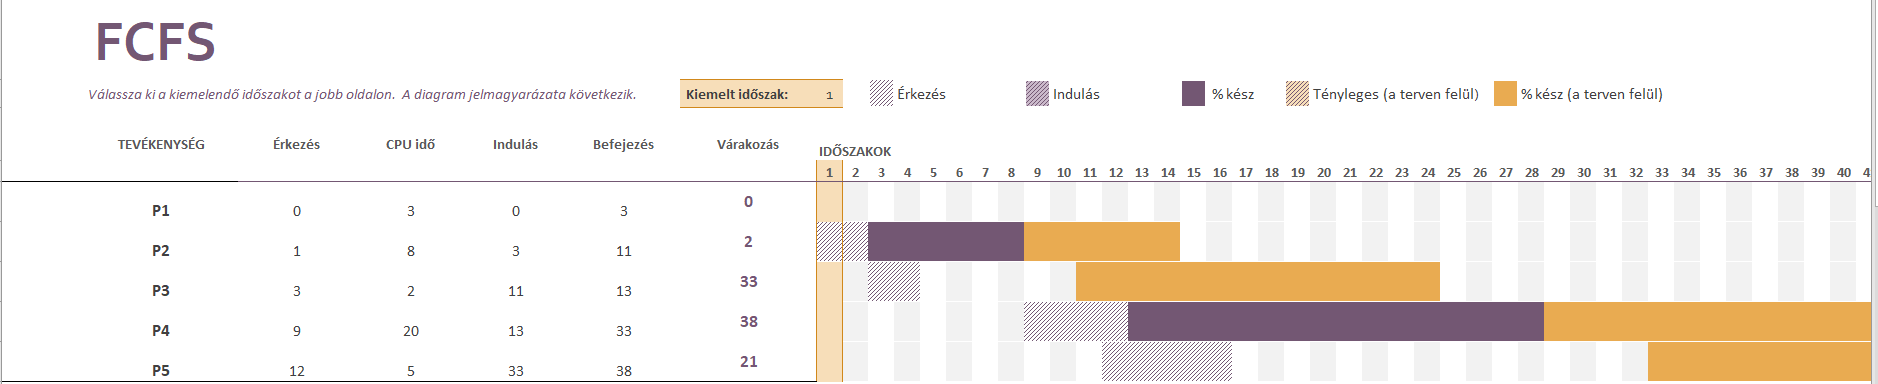 FCFS
Válassza ki a kiemelendő időszakot a jobb oldalon.  A diagram jelmagyarázata következik. Kiemelt időszak: 1 Érkezés Indulás % kész Tényleges (a terven felül) % kész (a terven felül)
TEVÉKENYSÉG Érkezés CPU idő Indulás Befejezés Várakozás IDŐSZAKOK
1 2 3 4 5 6 7 8 9 10 11 12 13 14 15 16 17 18 19 20 21 22 23 24 25 26 27 28 29 30 31 32 33 34 35 36 37 38 39 40
P1 0 3 0 3 0
P2 1 8 3 11 2
P3 3 2 11 13 33
P4 9 20 13 33 38
P5 12 5 33 38 21